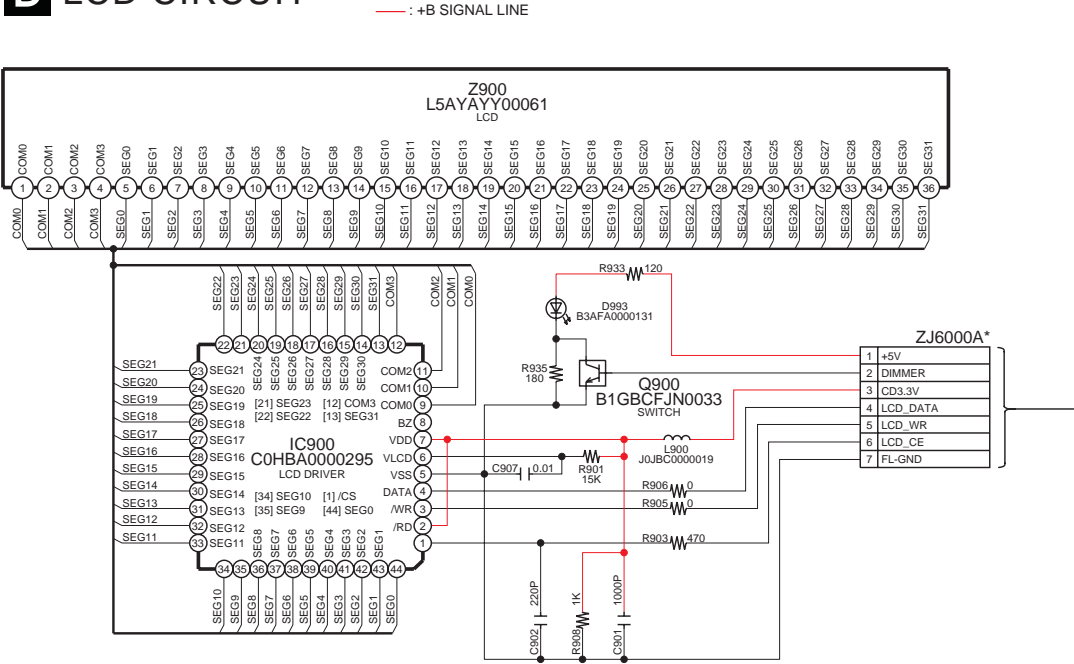 LCD CIRCUIT
: +B SIGNAL LINE
Z900
L5AYAYY00061
LCD
COM0 COM1 COM2 COM3 SEG0 SEG1 SEG2 SEG3 SEG4 SEG5 SEG6 SEG7 SEG8 SEG9 SEG10 SEG11 SEG12 SEG13 SEG14 SEG15 SEG16 SEG17 SEG18 SEG19 SEG20 SEG21 SEG22 SEG23 SEG24 SEG25 SEG26 SEG27 SEG28 SEG29 SEG30 SEG31
1 2 3 4 5 6 7 8 9 10 11 12 13 14 15 16 17 18 19 20 21 22 23 24 25 26 27 28 29 30 31 32 33 34 35 36
COM0 COM1 COM2 COM3 SEG0 SEG1 SEG2 SEG3 SEG4 SEG5 SEG6 SEG7 SEG8 SEG9 SEG10 SEG11 SEG12 SEG13 SEG14 SEG15 SEG16 SEG17 SEG18 SEG19 SEG20 SEG21 SEG22 SEG23 SEG24 SEG25 SEG26 SEG27 SEG28 SEG29 SEG30 SEG31
SEG22 SEG23 SEG24 SEG25 SEG26 SEG27 SEG28 SEG29 SEG30 SEG31 COM3 COM2 COM1 COM0
22 21 20 19 18 17 16 15 14 13 12
SEG24 SEG25 SEG26 SEG27 SEG28 SEG29 SEG30
SEG21 23 SEG21 COM2 11
SEG20 24 SEG20 COM1 10
SEG19 25 SEG19 [21] SEG23 [12] COM3 COM0 9
SEG18 26 SEG18 [22] SEG22 [13] SEG31 BZ 8
SEG17 27 SEG17 VDD 7
IC900
C0HBA0000295
LCD DRIVER
SEG16 28 SEG16 VLCD 6
SEG15 29 SEG15 VSS 5
SEG14 30 SEG14 [34] SEG10 [1] /CS DATA 4
SEG13 31 SEG13 [35] SEG9 [44] SEG0 /WR 3
SEG12 32 SEG12 /RD 2
SEG11 33 SEG11 1
SEG8 SEG7 SEG6 SEG5 SEG4 SEG3 SEG2 SEG1
34 35 36 37 38 39 40 41 42 43 44
SEG10 SEG9 SEG8 SEG7 SEG6 SEG5 SEG4 SEG3 SEG2 SEG1 SEG0
R933 120
D993
B3AFA0000131
R935
180
Q900
B1GBCFJN0033
SWITCH
L900
J0JBC0000019
C907 0.01
R901
15K
R906 0
R905 0
R903 470
C902 220P
R908 1K
C901 1000P
ZJ6000A*
1 +5V
2 DIMMER
3 CD3.3V
4 LCD_DATA
5 LCD_WR
6 LCD_CE
7 FL-GND